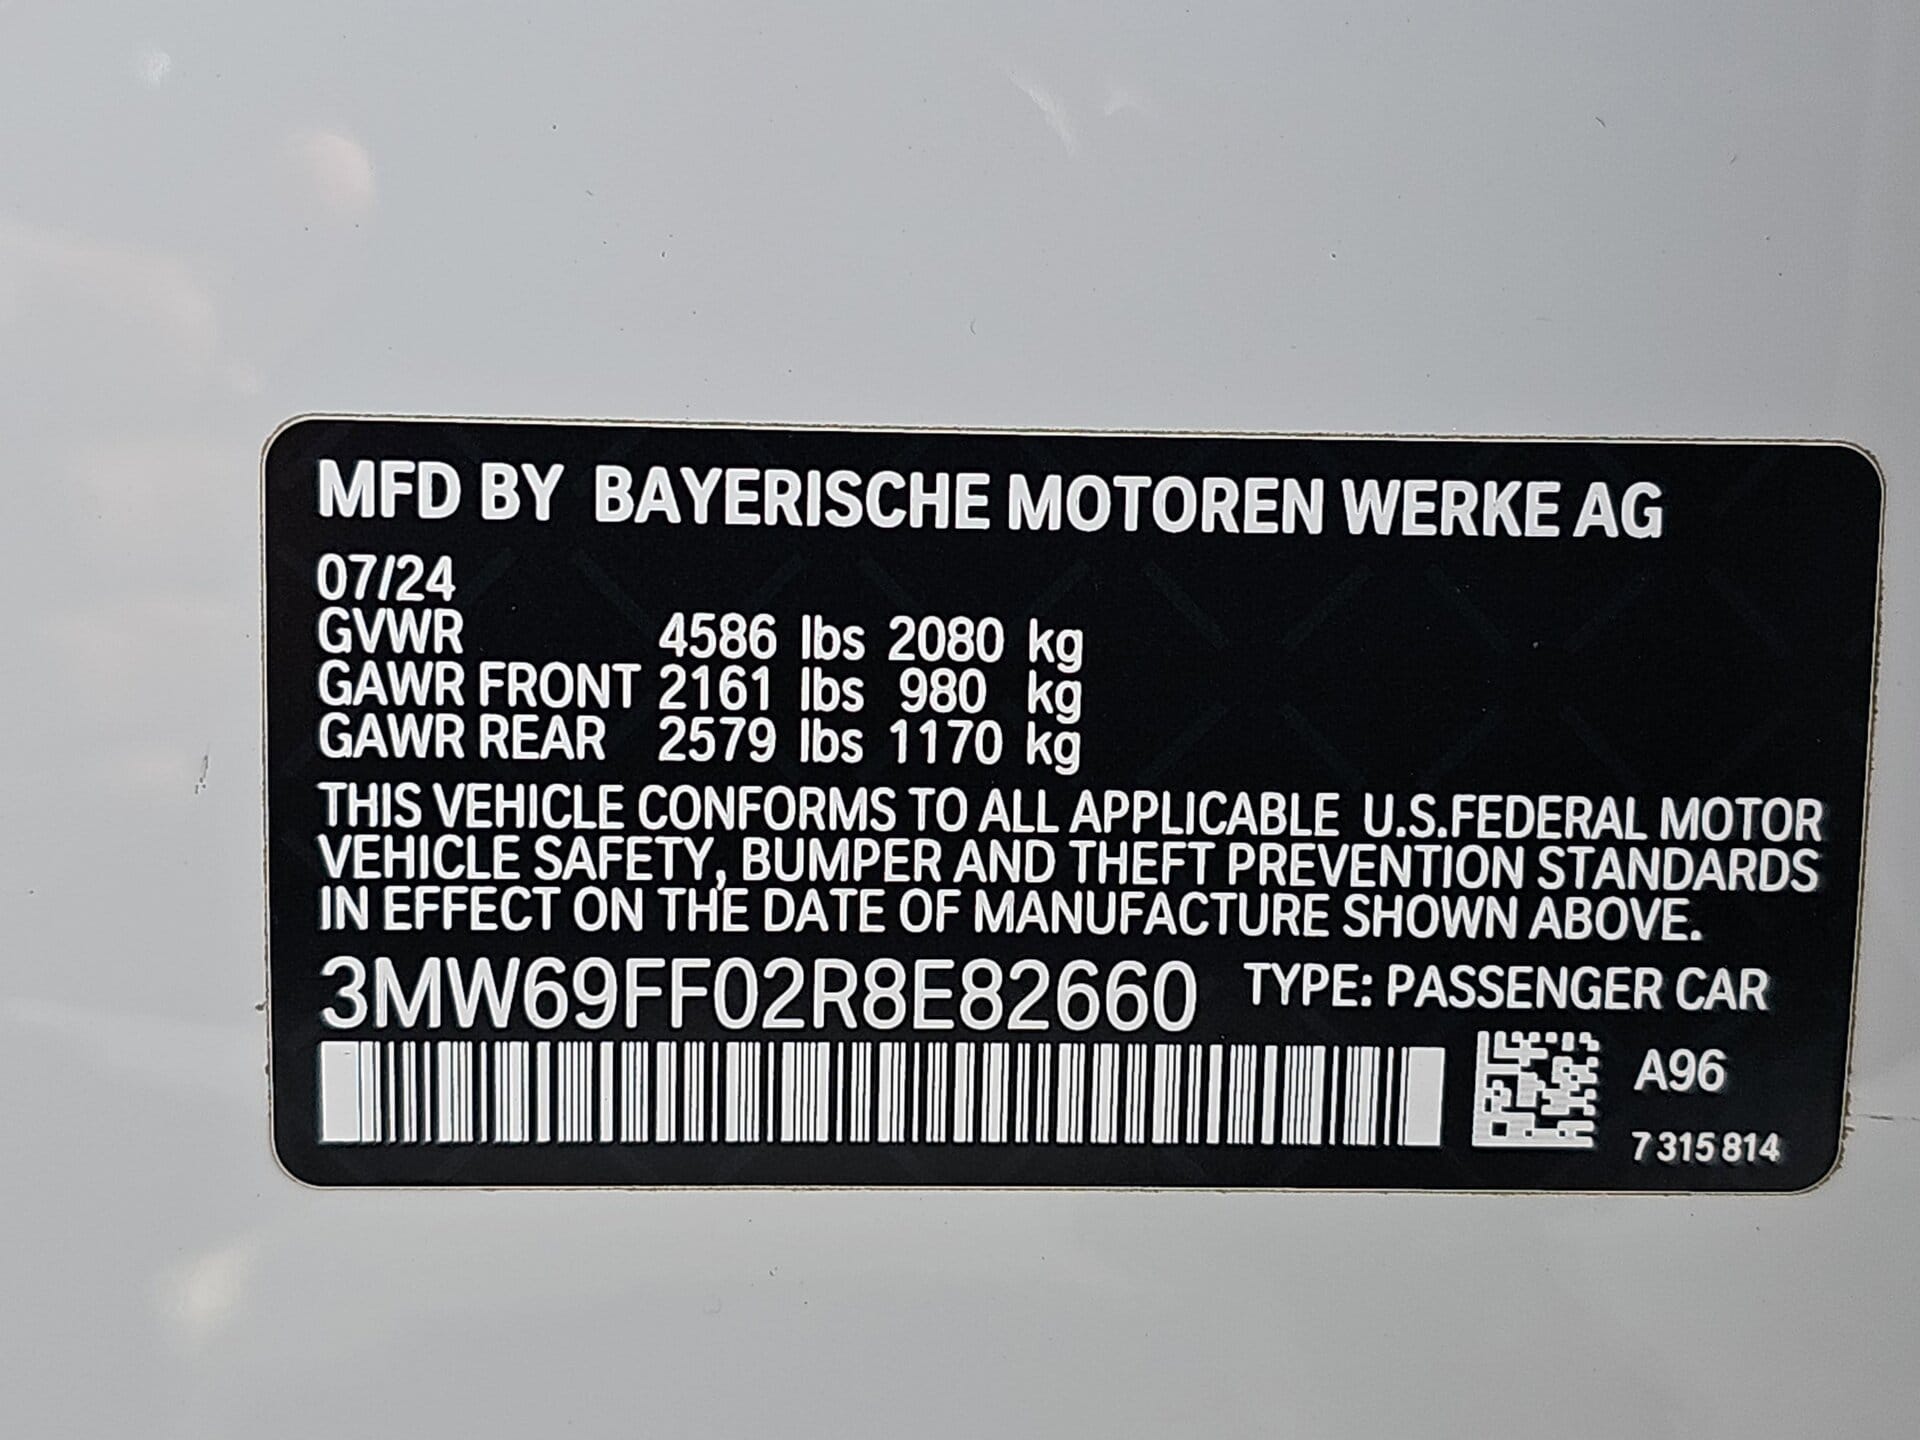 MFD BY BAYERISCHE MOTOREN WERKE AG
07/24
GVWR 4586 lbs 2080 kg
GAWR FRONT 2161 lbs 980 kg
GAWR REAR 2579 lbs 1170 kg
THIS VEHICLE CONFORMS TO ALL APPLICABLE U.S.FEDERAL MOTOR
VEHICLE SAFETY, BUMPER AND THEFT PREVENTION STANDARDS
IN EFFECT ON THE DATE OF MANUFACTURE SHOWN ABOVE.
3MW69FF02R8E82660 TYPE: PASSENGER CAR
A96
7 315 814